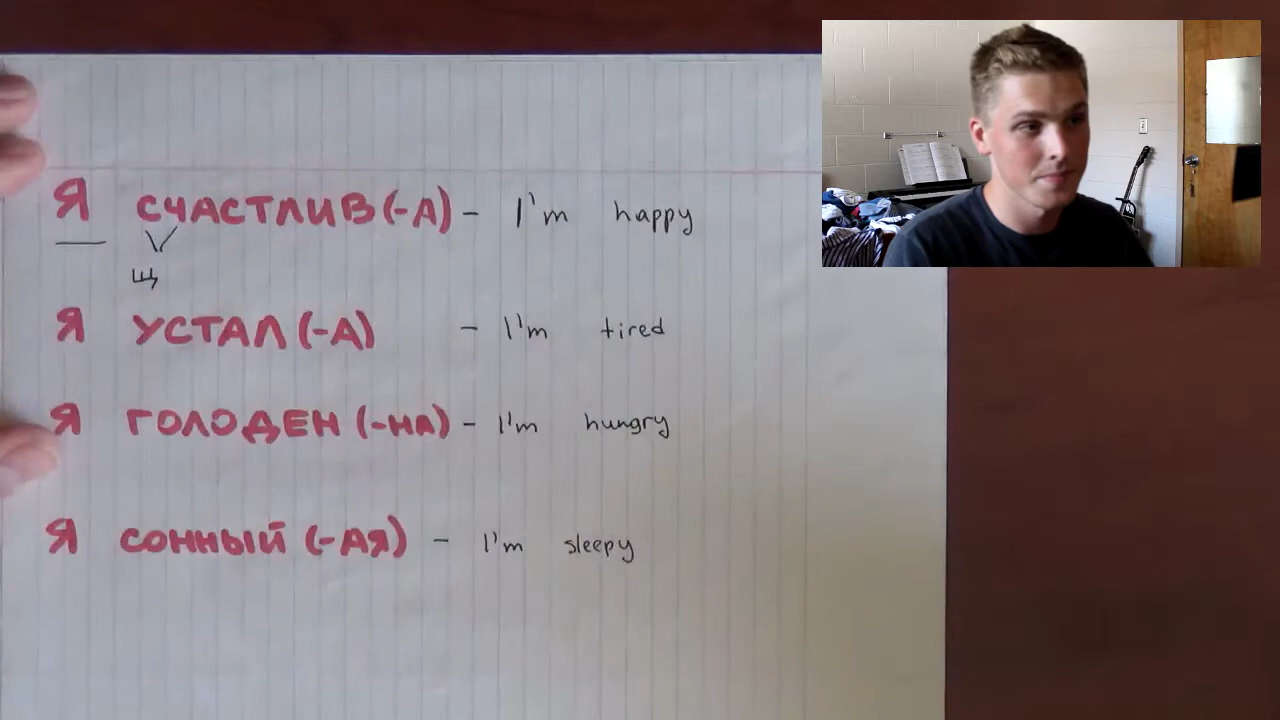 Я СЧАСТЛИВ (-А) - I'm happy
щ
Я УСТАЛ (-А) - I'm tired
Я ГОЛОДЕН (-НА) - I'm hungry
Я СОННЫЙ (-АЯ) - I'm sleepy